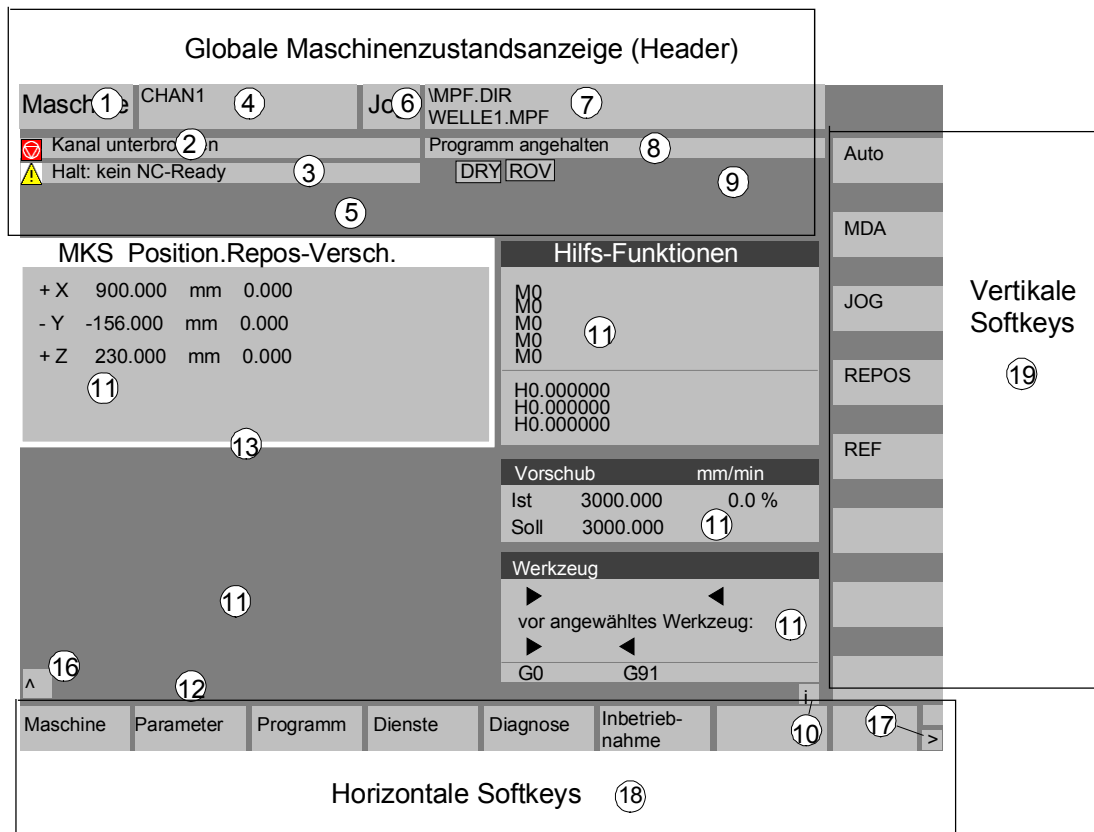 Globale Maschinenzustandsanzeige (Header)
Maschine 1 CHAN1 4 Jog 6 \MPF.DIR 7
WELLE1.MPF
Kanal unterbrochen 2 Programm angehalten 8
Halt: kein NC-Ready 3 DRY ROV 9
5
Auto
MDA
JOG
REPOS
REF
Vertikale
Softkeys
19
MKS Position.Repos-Versch.
+ X 900.000 mm 0.000
- Y -156.000 mm 0.000
+ Z 230.000 mm 0.000
11
13
Hilfs-Funktionen
M0
M0
M0
M0
M0
11
H0.000000
H0.000000
H0.000000
Vorschub mm/min
Ist 3000.000 0.0 %
Soll 3000.000 11
Werkzeug
vor angewähltes Werkzeug: 11
G0 G91
11
16
^
12
i
10
17
>
Maschine Parameter Programm Dienste Diagnose Inbetrieb-
nahme
Horizontale Softkeys 18